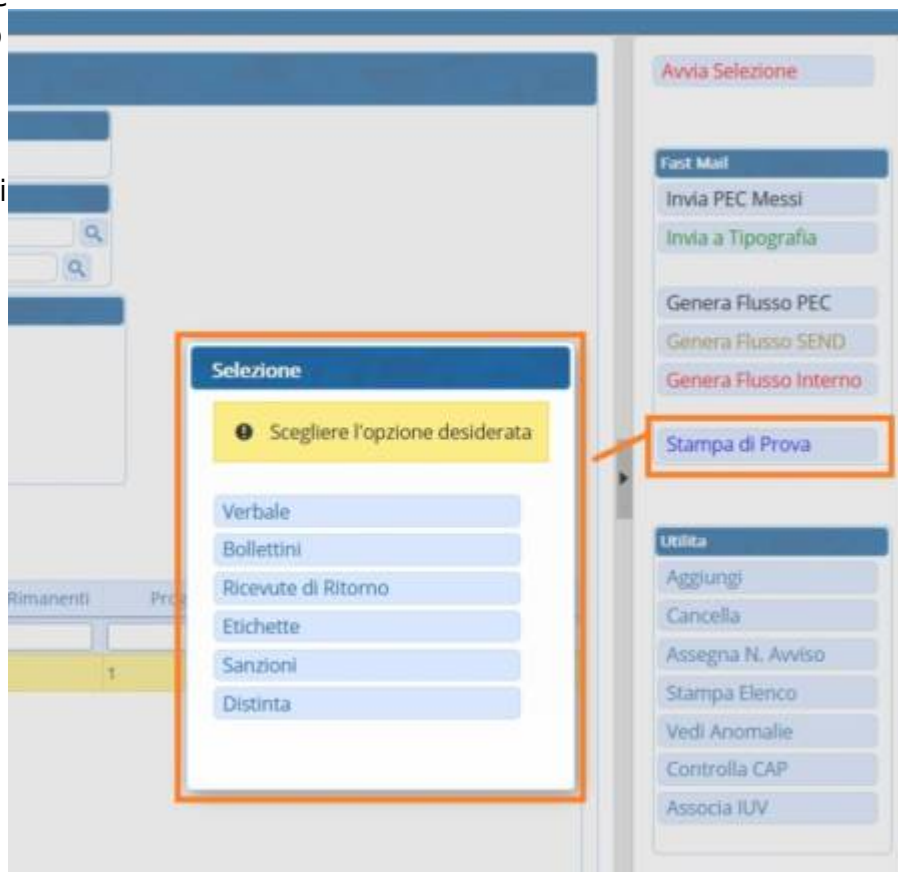 Avvia Selezione
Fast Mail
Invia PEC Messi
Invia a Tipografia
Genera Flusso PEC
Genera Flusso SEND
Genera Flusso Interno
Stampa di Prova
Selezione
Scegliere l'opzione desiderata
Verbale
Bollettini
Ricevute di Ritorno
Etichette
Sanzioni
Distinta
Rimanenti
1
Utilita
Aggiungi
Cancella
Assegna N. Avviso
Stampa Elenco
Vedi Anomalie
Controlla CAP
Associa IUV